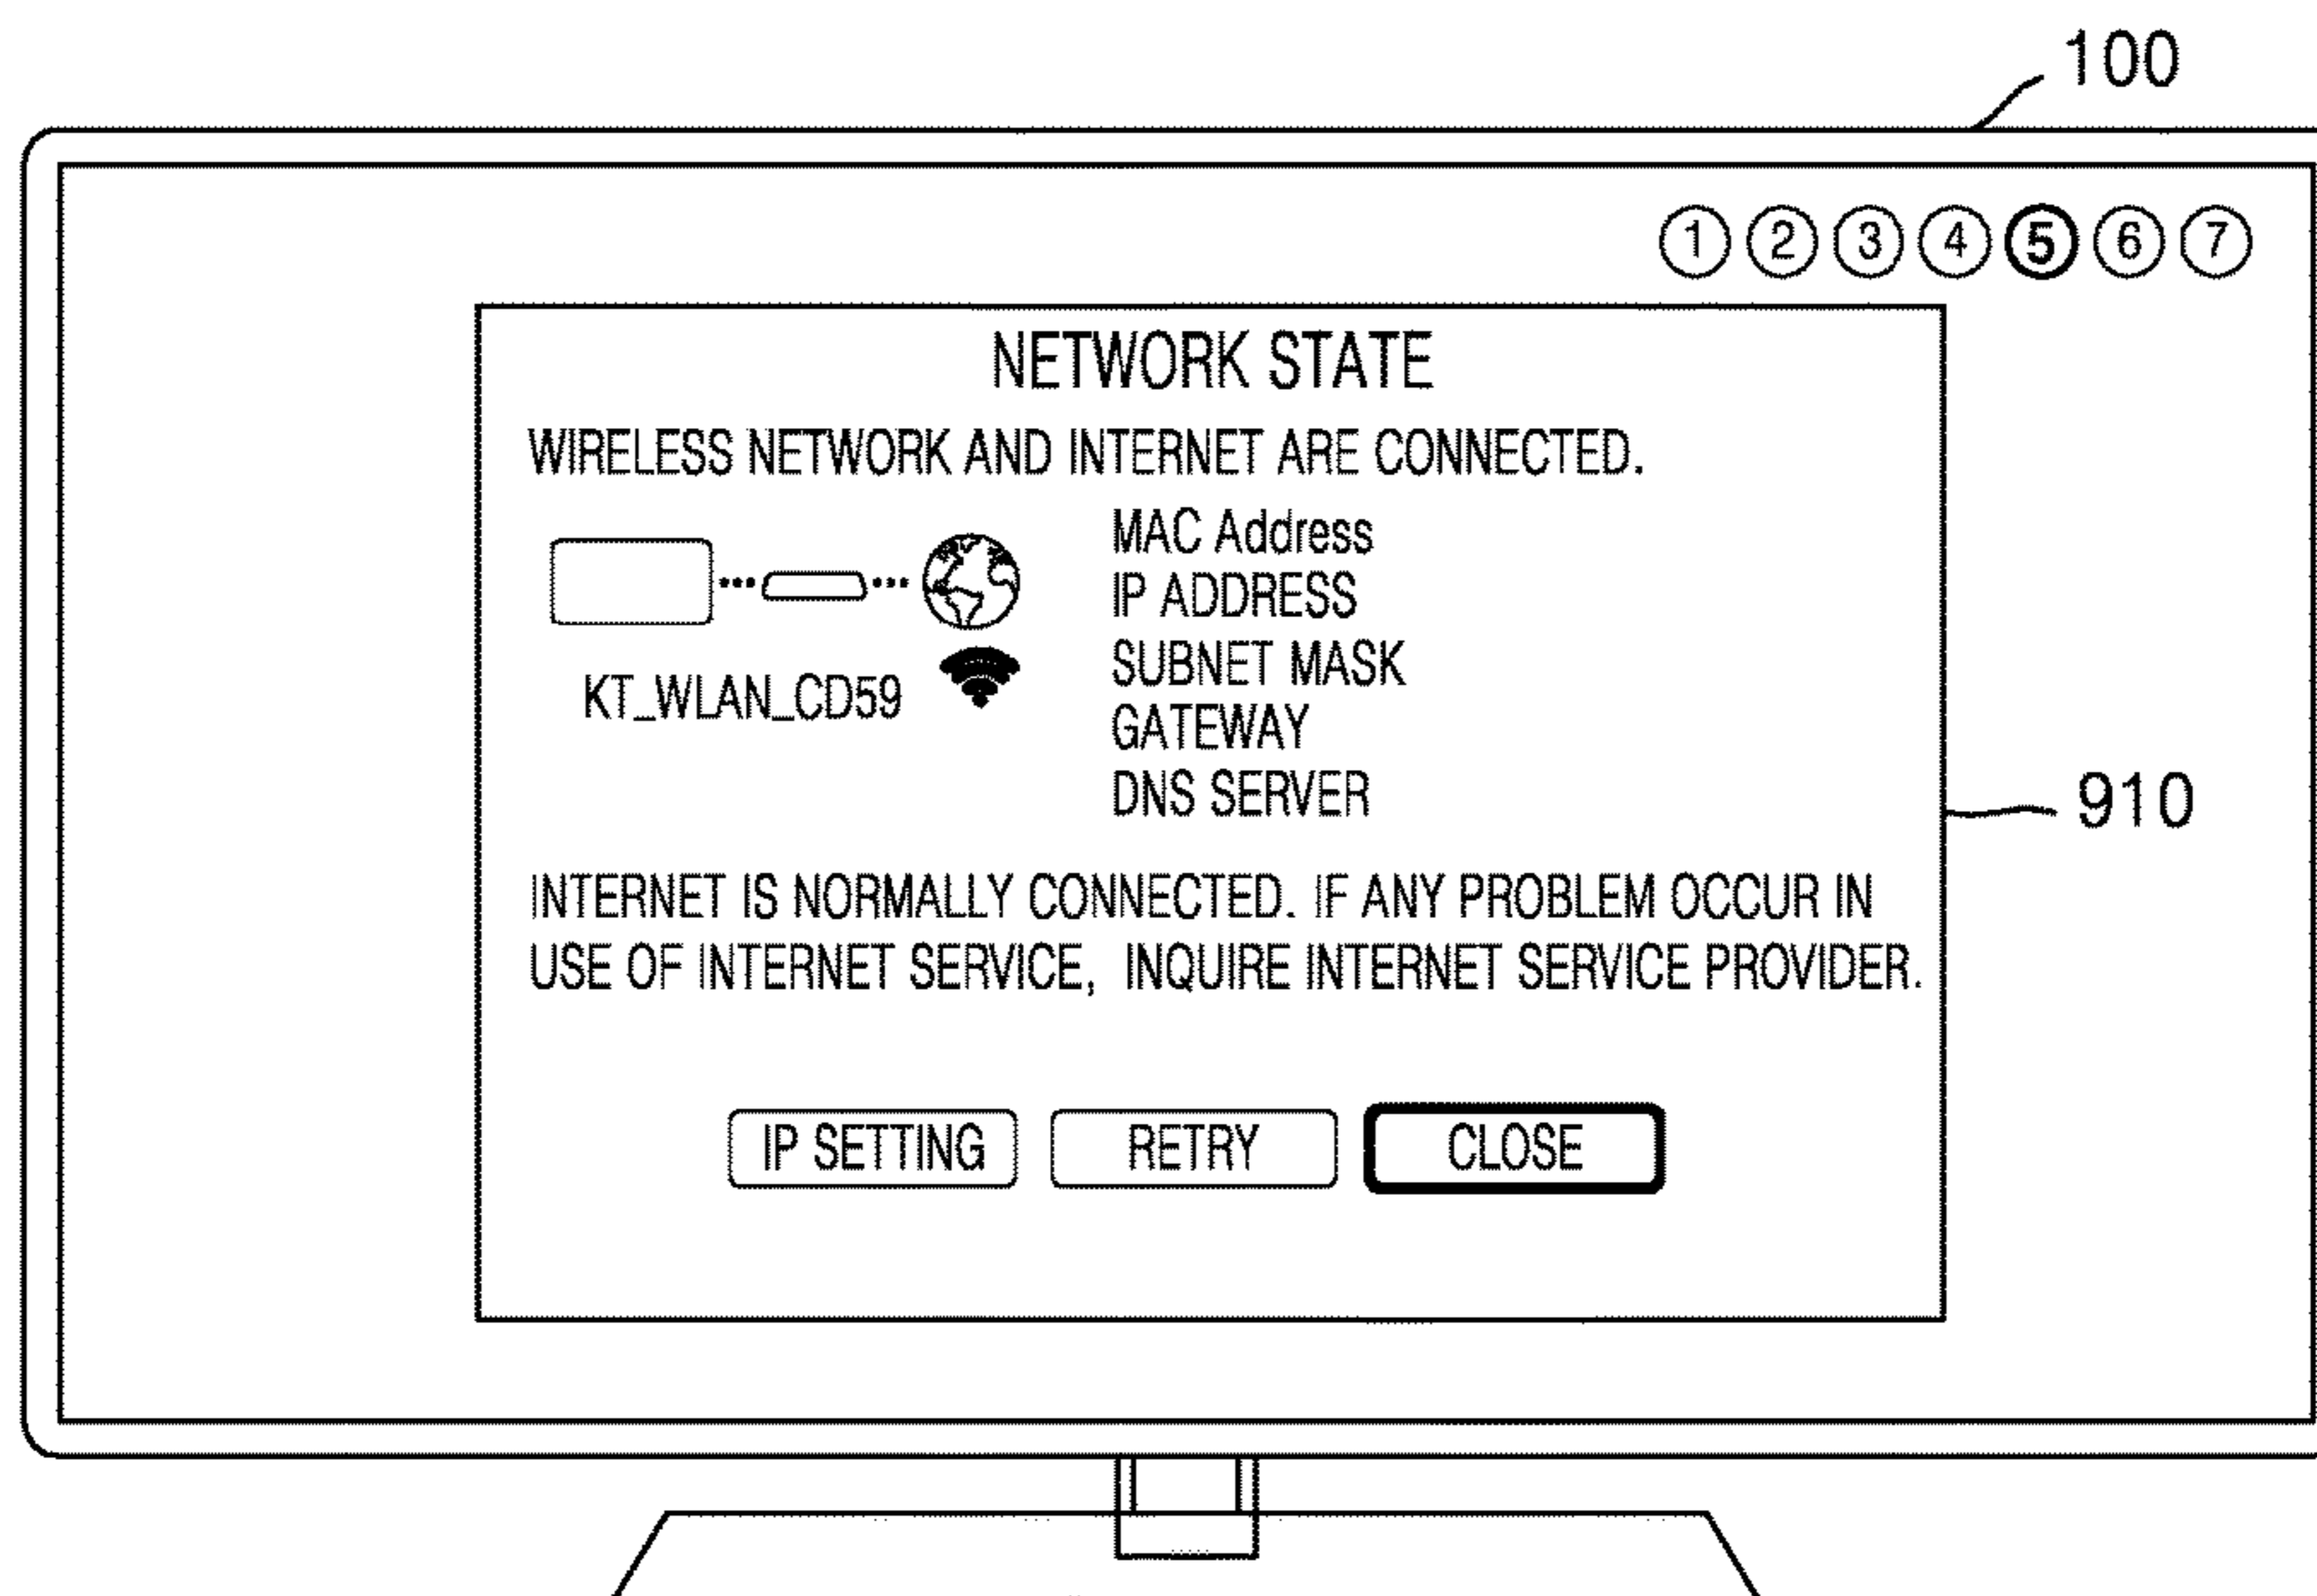 100
1 2 3 4 5 6 7
NETWORK STATE
WIRELESS NETWORK AND INTERNET ARE CONNECTED.
MAC Address
IP ADDRESS
SUBNET MASK
KT_WLAN_CD59
GATEWAY
DNS SERVER
910
INTERNET IS NORMALLY CONNECTED. IF ANY PROBLEM OCCUR IN
USE OF INTERNET SERVICE, INQUIRE INTERNET SERVICE PROVIDER.
IP SETTING RETRY CLOSE